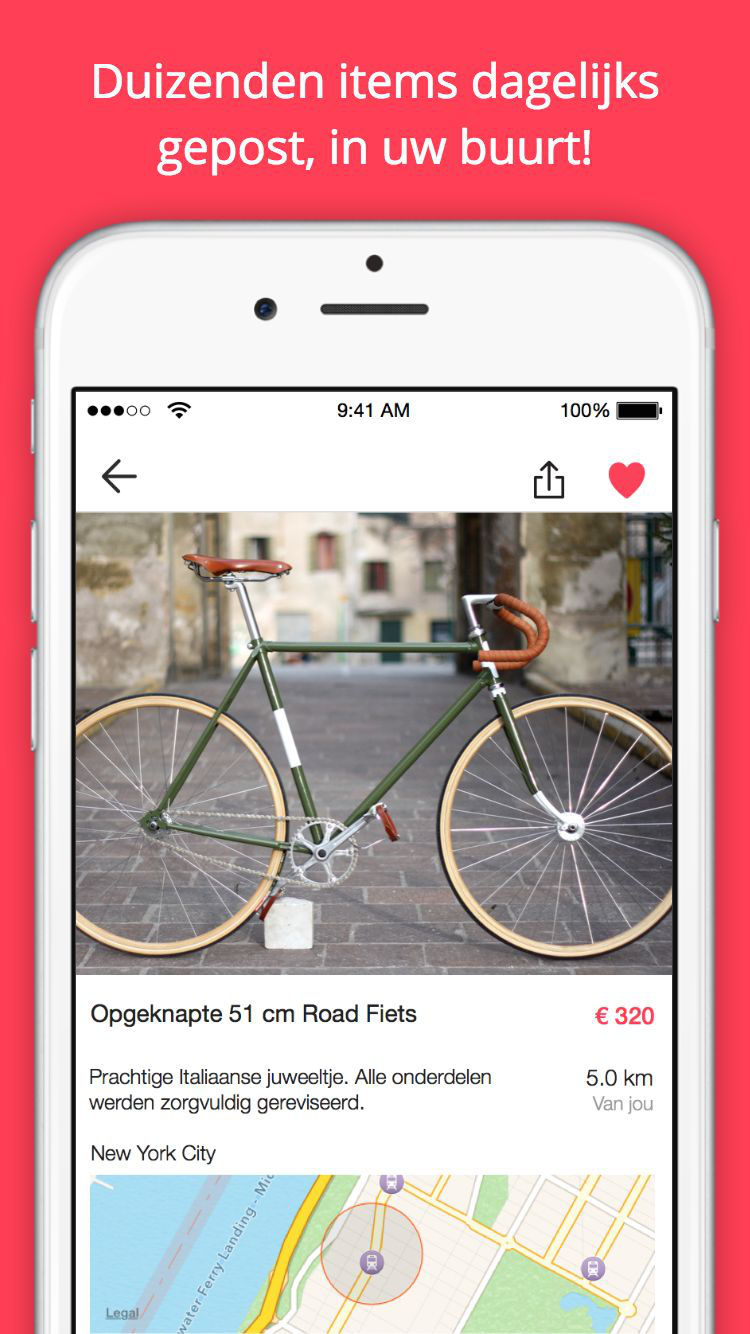 Duizenden items dagelijks
gepost, in uw buurt!
9:41 AM
100%
Opgeknapte 51 cm Road Fiets
€ 320
Prachtige Italiaanse juweeltje. Alle onderdelen
werden zorgvuldig gereviseerd.
5.0 km
Van jou
New York City
water Ferry Landing - Mid
Legal